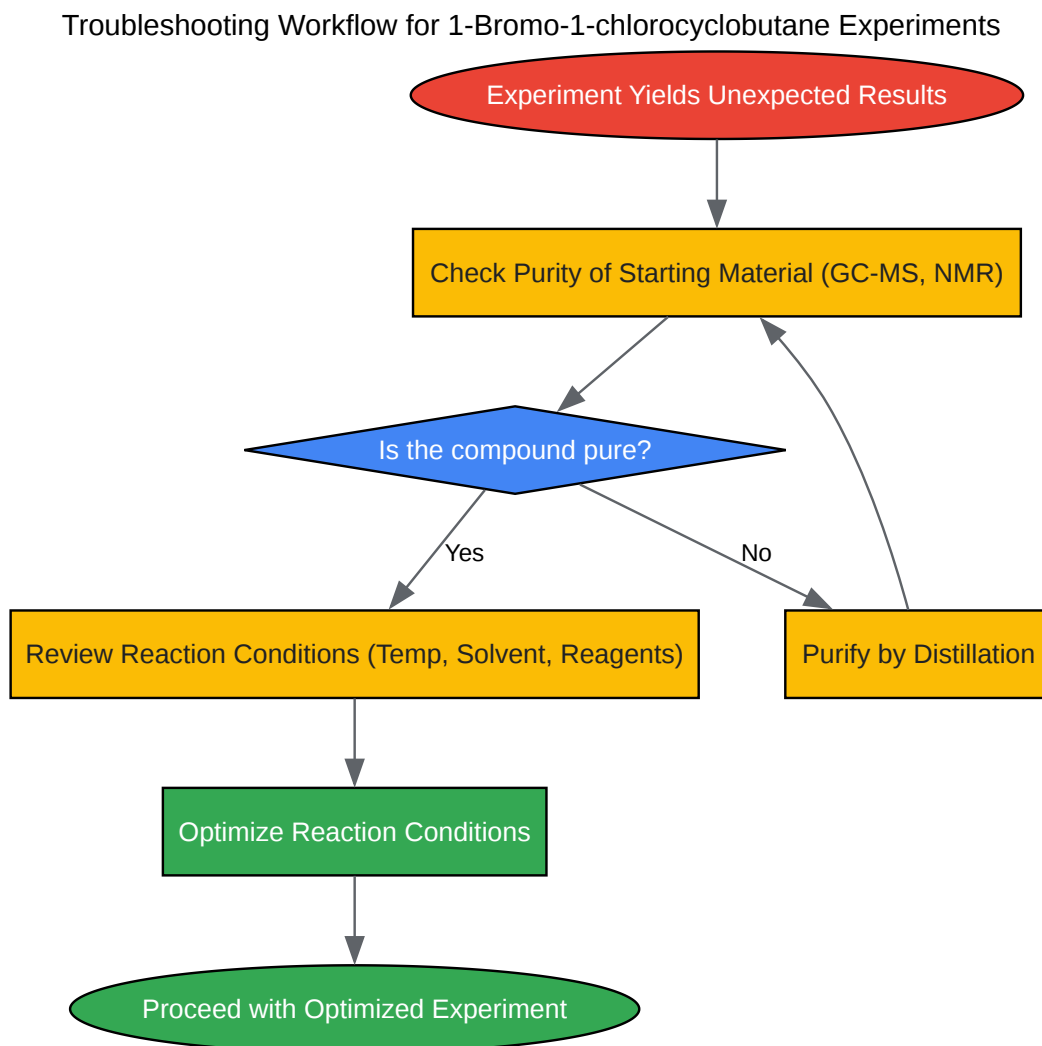 Troubleshooting Workflow for 1-Bromo-1-chlorocyclobutane Experiments
Experiment Yields Unexpected Results
Check Purity of Starting Material (GC-MS, NMR)
Is the compound pure?
Yes
No
Review Reaction Conditions (Temp, Solvent, Reagents)
Purify by Distillation
Optimize Reaction Conditions
Proceed with Optimized Experiment